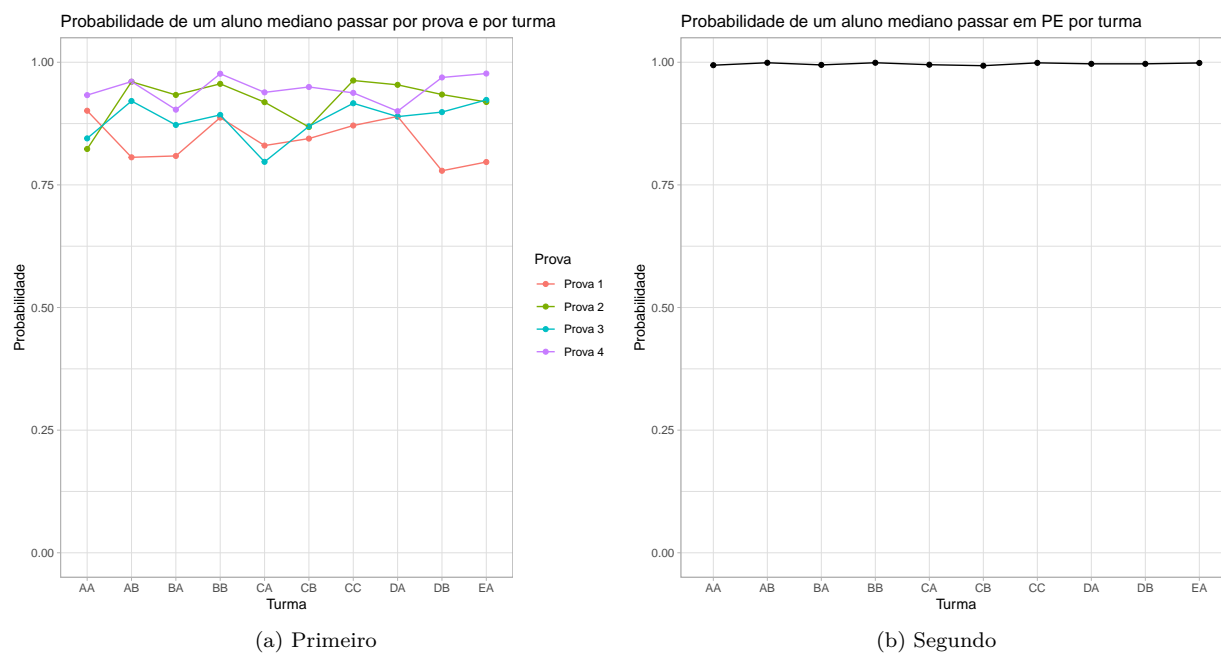 Probabilidade de um aluno mediano passar por prova e por turma
1.00
0.75
0.50
0.25
0.00
Probabilidade
AA AB BA BB CA CB CC DA DB EA
Turma
Prova
Prova 1
Prova 2
Prova 3
Prova 4
(a) Primeiro
Probabilidade de um aluno mediano passar em PE por turma
1.00
0.75
0.50
0.25
0.00
Probabilidade
AA AB BA BB CA CB CC DA DB EA
Turma
(b) Segundo